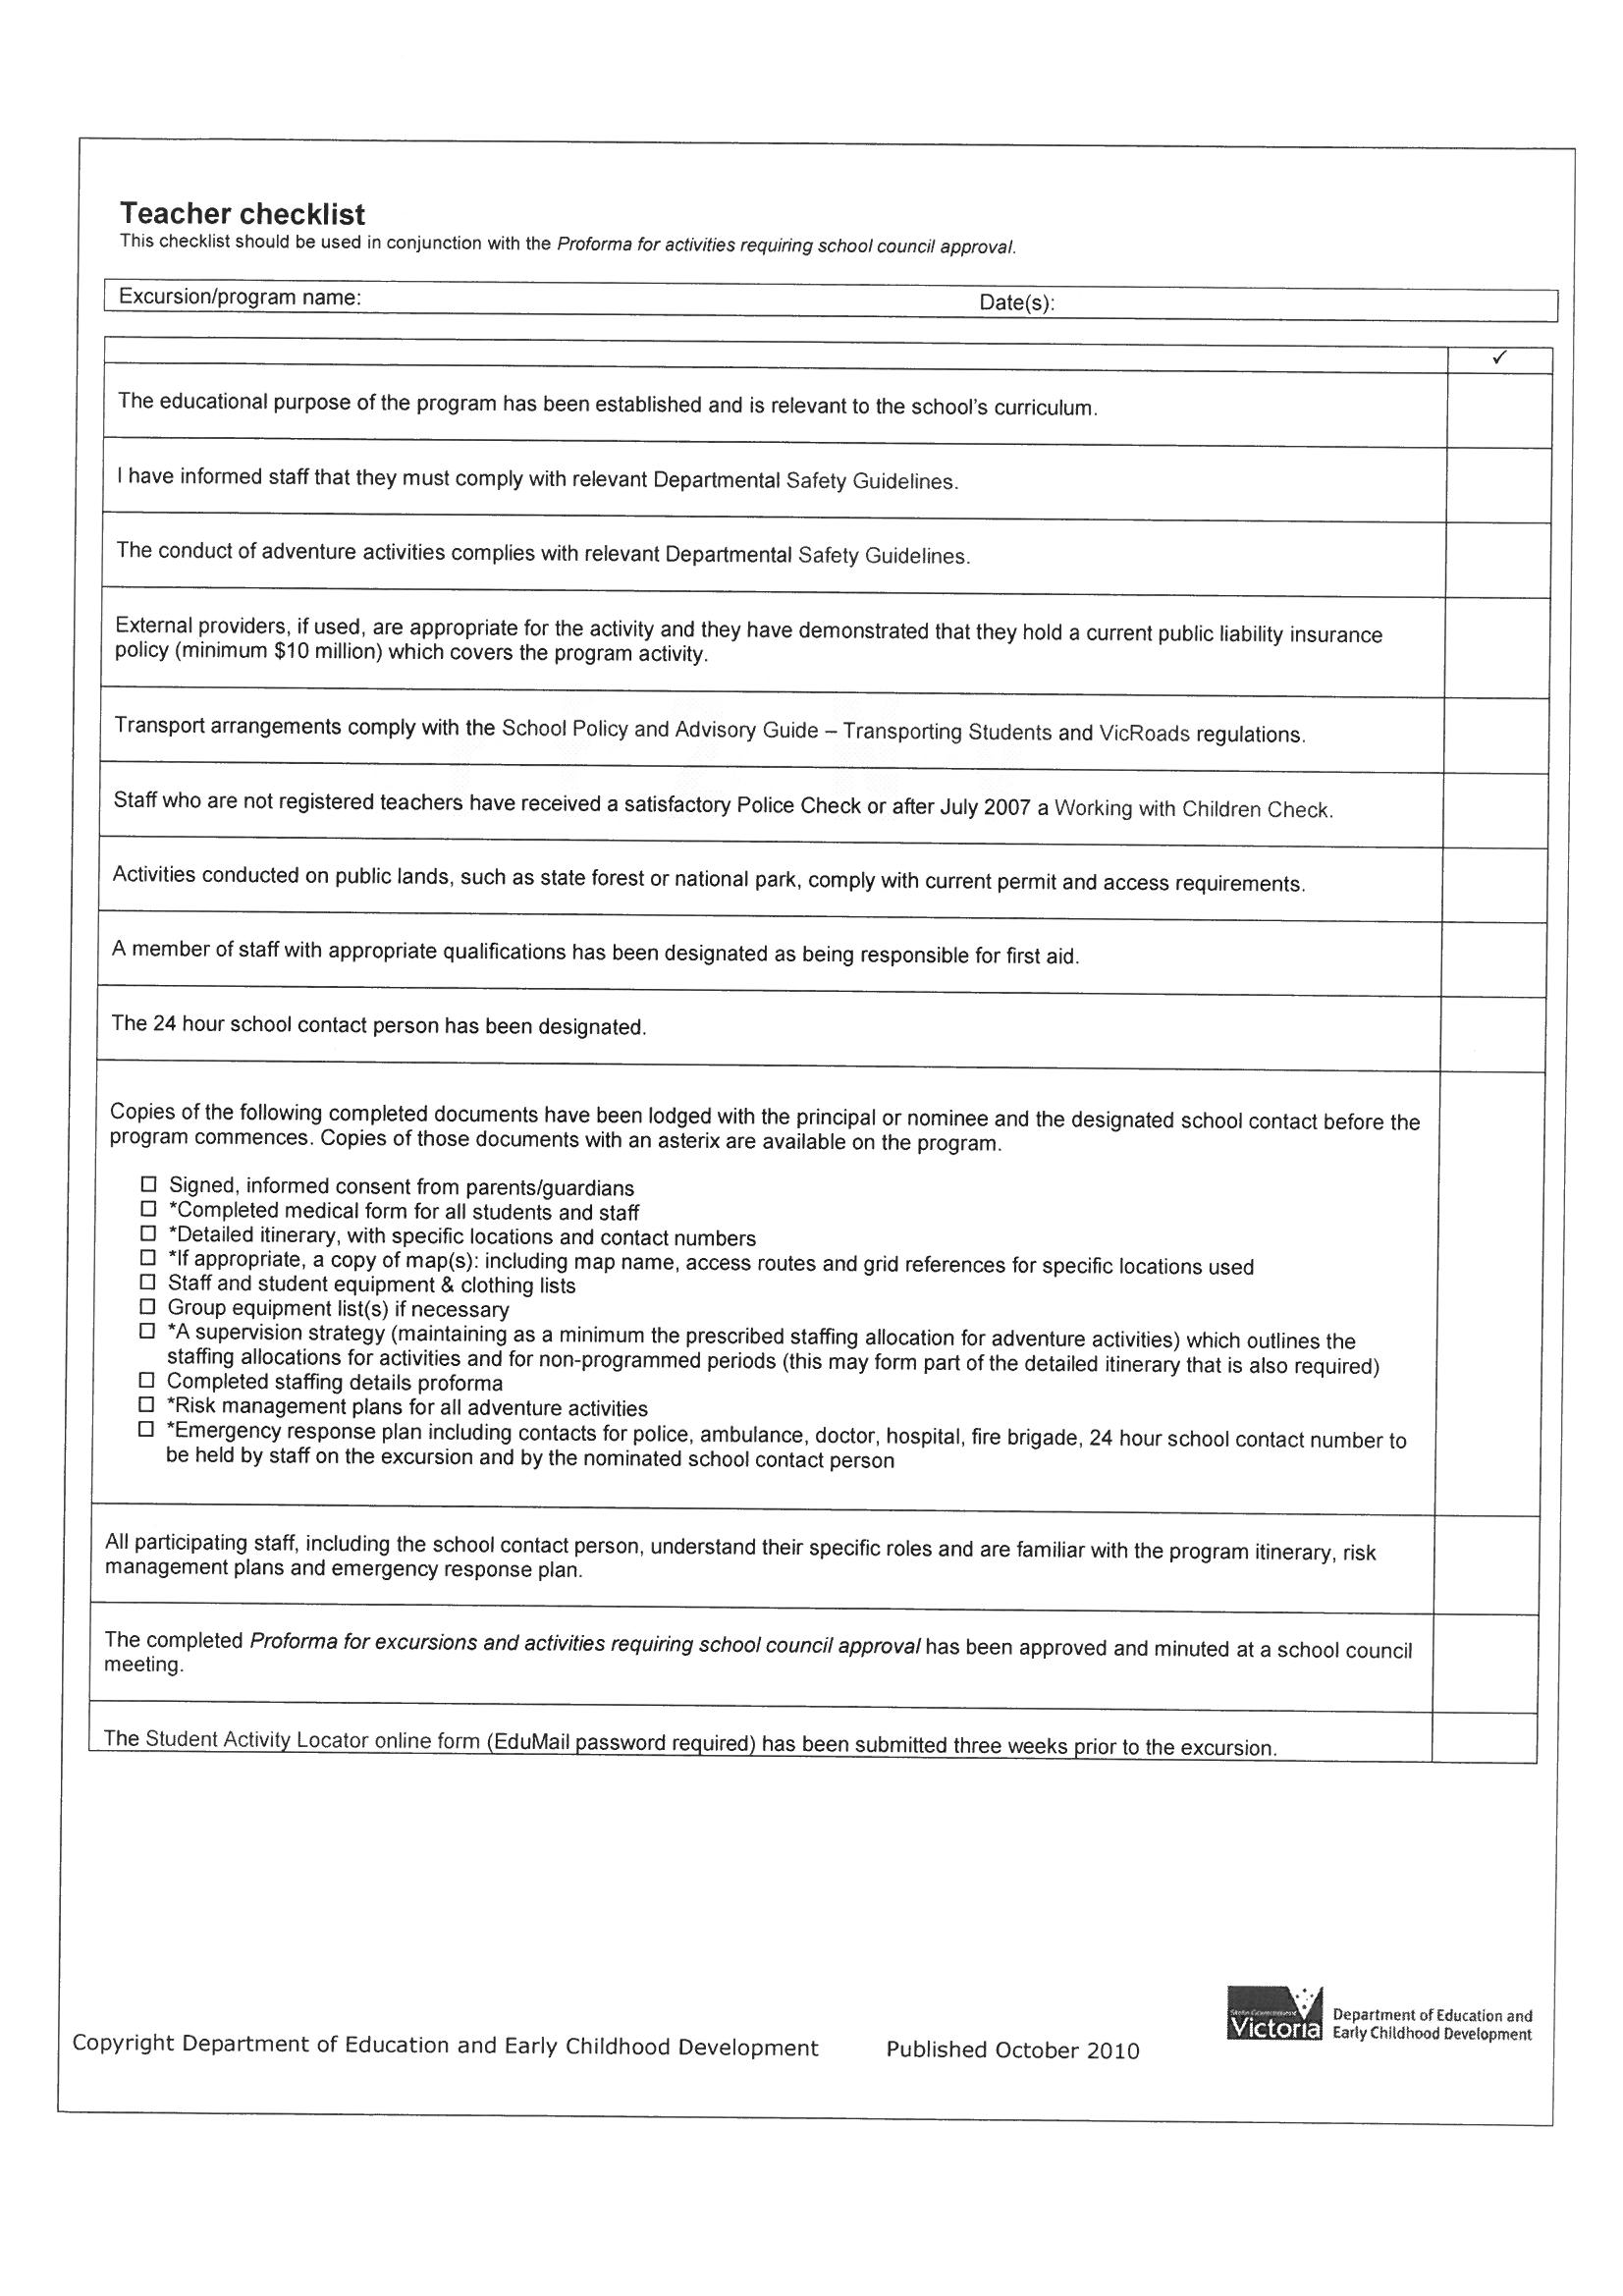 Teacher checklist
This checklist should be used in conjunction with the Proforma for activities requiring school council approval.
Excursion/program name: Date(s):
✓
The educational purpose of the program has been established and is relevant to the school's curriculum.
I have informed staff that they must comply with relevant Departmental Safety Guidelines.
The conduct of adventure activities complies with relevant Departmental Safety Guidelines.
External providers, if used, are appropriate for the activity and they have demonstrated that they hold a current public liability insurance
policy (minimum $10 million) which covers the program activity.
Transport arrangements comply with the School Policy and Advisory Guide – Transporting Students and VicRoads regulations.
Staff who are not registered teachers have received a satisfactory Police Check or after July 2007 a Working with Children Check.
Activities conducted on public lands, such as state forest or national park, comply with current permit and access requirements.
A member of staff with appropriate qualifications has been designated as being responsible for first aid.
The 24 hour school contact person has been designated.
Copies of the following completed documents have been lodged with the principal or nominee and the designated school contact before the
program commences. Copies of those documents with an asterix are available on the program.
☐ Signed, informed consent from parents/guardians
☐ *Completed medical form for all students and staff
☐ *Detailed itinerary, with specific locations and contact numbers
☐ *If appropriate, a copy of map(s): including map name, access routes and grid references for specific locations used
☐ Staff and student equipment & clothing lists
☐ Group equipment list(s) if necessary
☐ *A supervision strategy (maintaining as a minimum the prescribed staffing allocation for adventure activities) which outlines the
staffing allocations for activities and for non-programmed periods (this may form part of the detailed itinerary that is also required)
☐ Completed staffing details proforma
☐ *Risk management plans for all adventure activities
☐ *Emergency response plan including contacts for police, ambulance, doctor, hospital, fire brigade, 24 hour school contact number to
be held by staff on the excursion and by the nominated school contact person
All participating staff, including the school contact person, understand their specific roles and are familiar with the program itinerary, risk
management plans and emergency response plan.
The completed Proforma for excursions and activities requiring school council approval has been approved and minuted at a school council
meeting.
The Student Activity Locator online form (EduMail password required) has been submitted three weeks prior to the excursion.
State Government
Victoria
Department of Education and
Early Childhood Development
Copyright Department of Education and Early Childhood Development Published October 2010